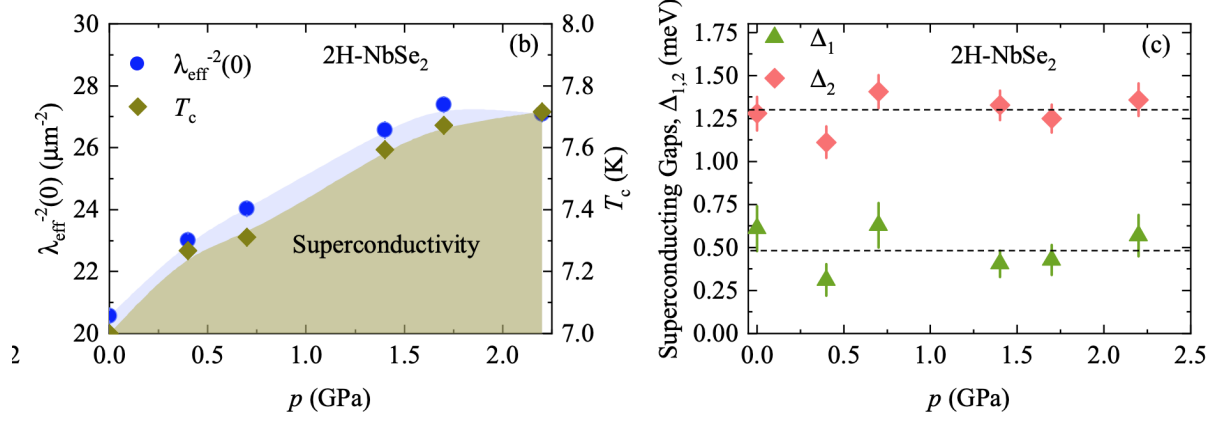 (b)
2H-NbSe₂
λeff⁻²(0)
Tc
Superconductivity
λeff⁻²(0) (μm⁻²)
30
28
26
24
22
20
8.0
7.8
7.6
7.4
7.2
7.0
Tc (K)
0.0 0.5 1.0 1.5 2.0
p (GPa)
2
(c)
2H-NbSe₂
Δ₁
Δ₂
Superconducting Gaps, Δ₁,₂ (meV)
1.75
1.50
1.25
1.00
0.75
0.50
0.25
0.00
0.0 0.5 1.0 1.5 2.0 2.5
p (GPa)